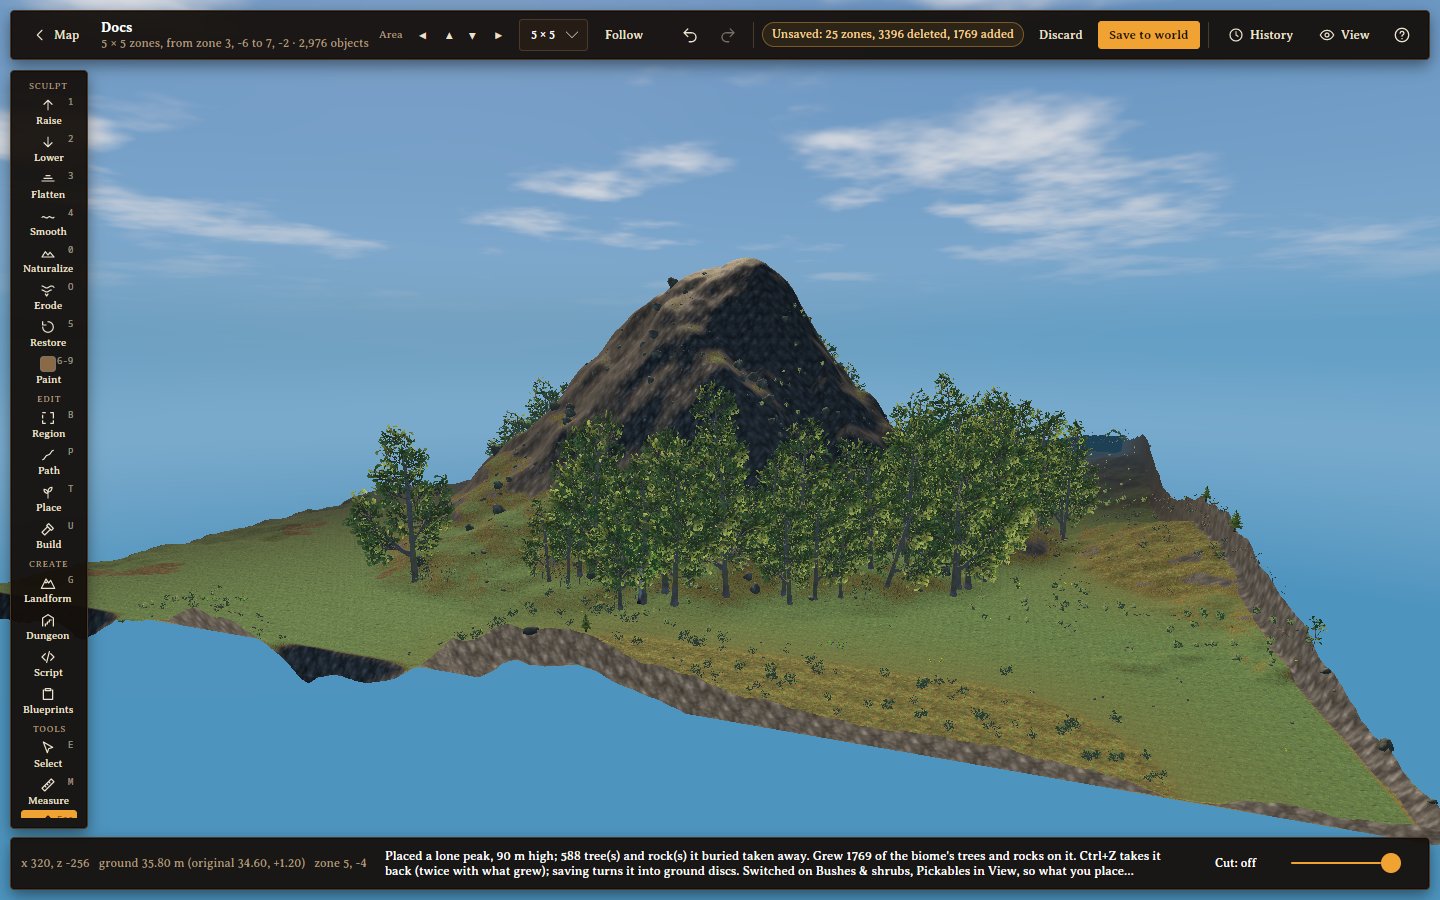 Map
Docs
5 × 5 zones, from zone 3, -6 to 7, -2 · 2,976 objects
Area
5 × 5
Follow
Unsaved: 25 zones, 3396 deleted, 1769 added
Discard
Save to world
History
View
SCULPT
1
Raise
2
Lower
3
Flatten
4
Smooth
0
Naturalize
O
Erode
5
Restore
6-9
Paint
EDIT
B
Region
P
Path
T
Place
U
Build
CREATE
G
Landform
Dungeon
Script
Blueprints
TOOLS
E
Select
M
Measure
x 320, z -256 ground 35.80 m (original 34.60, +1.20) zone 5, -4
Placed a lone peak, 90 m high; 588 tree(s) and rock(s) it buried taken away. Grew 1769 of the biome's trees and rocks on it. Ctrl+Z takes it
back (twice with what grew); saving turns it into ground discs. Switched on Bushes & shrubs, Pickables in View, so what you place...
Cut: off